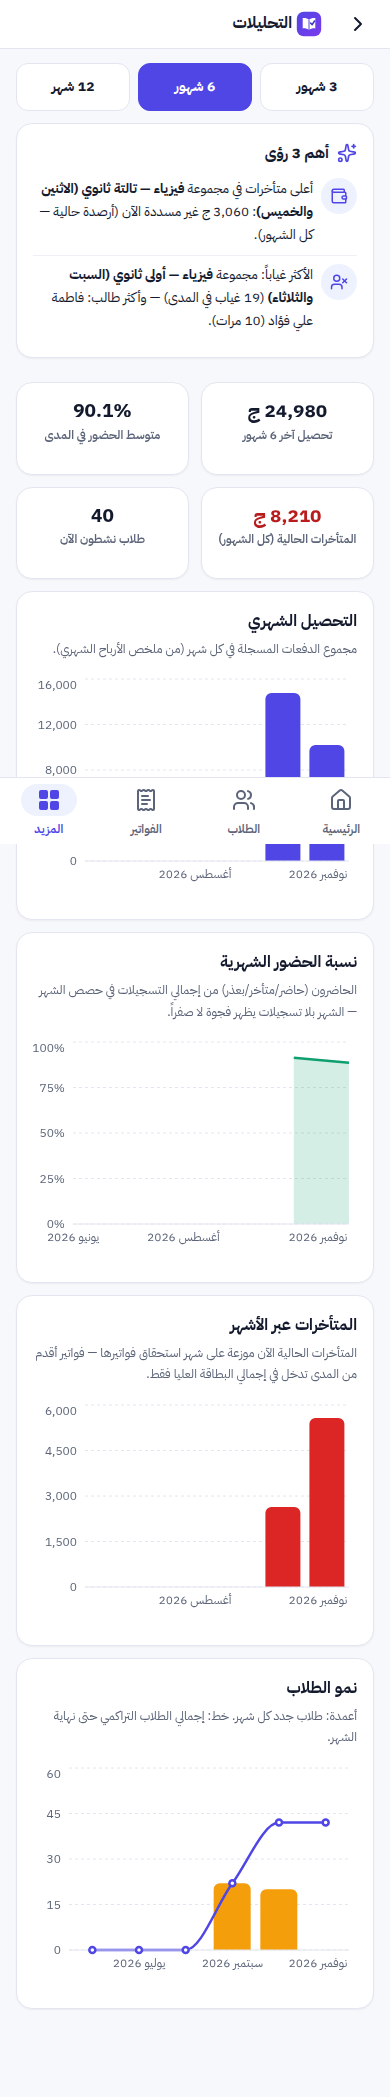 التحليلات
3 شهور
6 شهور
12 شهر
أهم 3 رؤى
أعلى متأخرات في مجموعة فيزياء — تالتة ثانوي (الاثنين
والخميس): 3,060 ج غير مسددة الآن (أرصدة حالية —
كل الشهور).
الأكثر غياباً: مجموعة فيزياء — أولى ثانوي (السبت
والثلاثاء) (19 غياب في المدى) — وأكثر طالب: فاطمة
علي فؤاد (10 مرات).
24,980 ج
تحصيل آخر 6 شهور
90.1%
متوسط الحضور في المدى
8,210 ج
المتأخرات الحالية (كل الشهور)
40
طلاب نشطون الآن
التحصيل الشهري
مجموع الدفعات المسجلة في كل شهر (من ملخص الأرباح الشهري).
16,000
12,000
8,000
الرئيسية
الطلاب
الفواتير
المزيد
0
أغسطس 2026
نوفمبر 2026
نسبة الحضور الشهرية
الحاضرون (حاضر/متأخر/بعذر) من إجمالي التسجيلات في حصص الشهر
— الشهر بلا تسجيلات يظهر فجوة لا صفراً.
100%
75%
50%
25%
0%
يونيو 2026
أغسطس 2026
نوفمبر 2026
المتأخرات عبر الأشهر
المتأخرات الحالية الآن موزعة على شهر استحقاق فواتيرها — فواتير أقدم
من المدى تدخل في إجمالي البطاقة العليا فقط.
6,000
4,500
3,000
1,500
0
أغسطس 2026
نوفمبر 2026
نمو الطلاب
أعمدة: طلاب جدد كل شهر. خط: إجمالي الطلاب التراكمي حتى نهاية
الشهر.
60
45
30
15
0
يوليو 2026
سبتمبر 2026
نوفمبر 2026